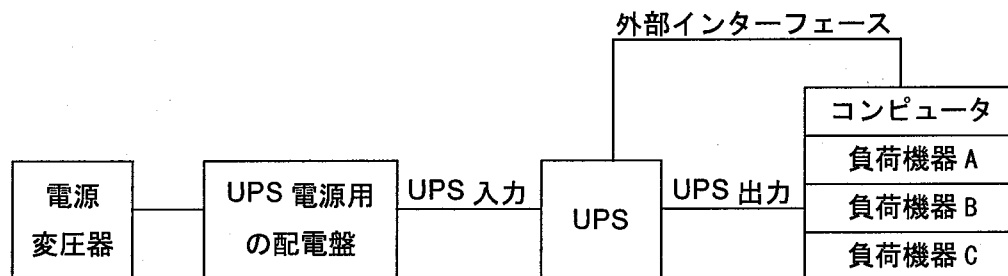 外部インターフェース
コンピュータ
負荷機器 A
負荷機器 B
負荷機器 C
電源
変圧器
UPS 電源用
の配電盤
UPS 入力
UPS
UPS 出力